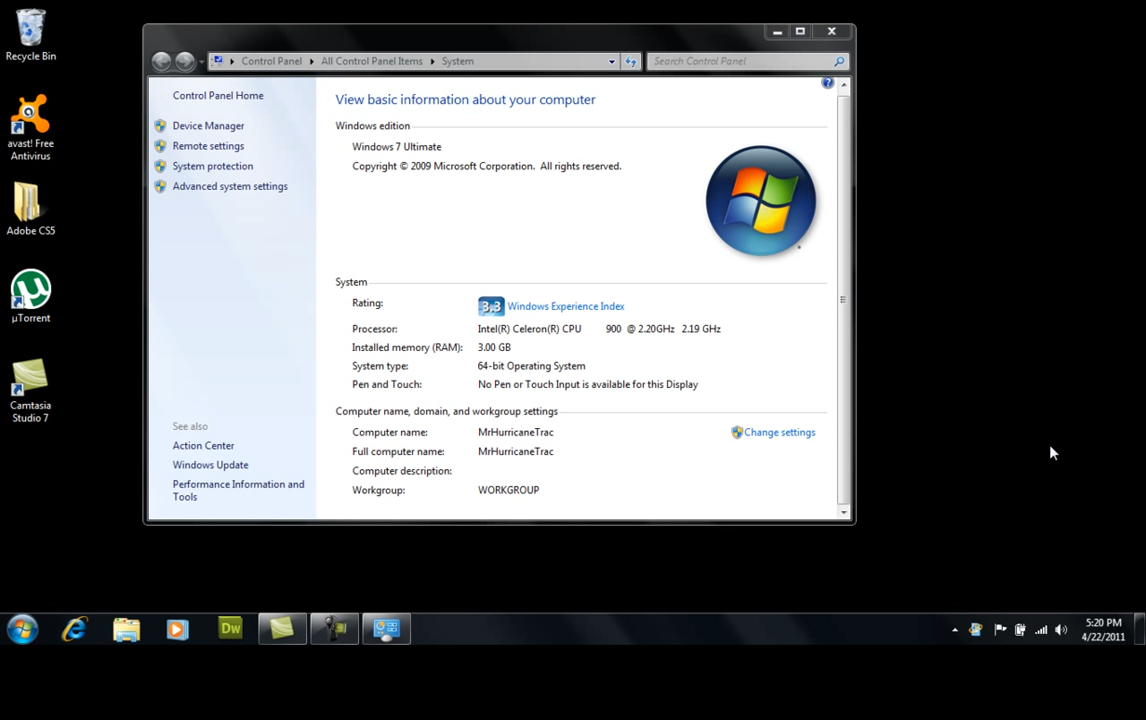 Recycle Bin
avast! Free
Antivirus
Adobe CS5
µTorrent
Camtasia
Studio 7
Control Panel
All Control Panel Items
System
Search Control Panel
Control Panel Home
Device Manager
Remote settings
System protection
Advanced system settings
See also
Action Center
Windows Update
Performance Information and
Tools
View basic information about your computer
Windows edition
Windows 7 Ultimate
Copyright © 2009 Microsoft Corporation. All rights reserved.
System
Rating: 3.3 Windows Experience Index
Processor: Intel(R) Celeron(R) CPU 900 @ 2.20GHz 2.19 GHz
Installed memory (RAM): 3.00 GB
System type: 64-bit Operating System
Pen and Touch: No Pen or Touch Input is available for this Display
Computer name, domain, and workgroup settings
Computer name: MrHurricaneTrac Change settings
Full computer name: MrHurricaneTrac
Computer description:
Workgroup: WORKGROUP
Dw
5:20 PM
4/22/2011